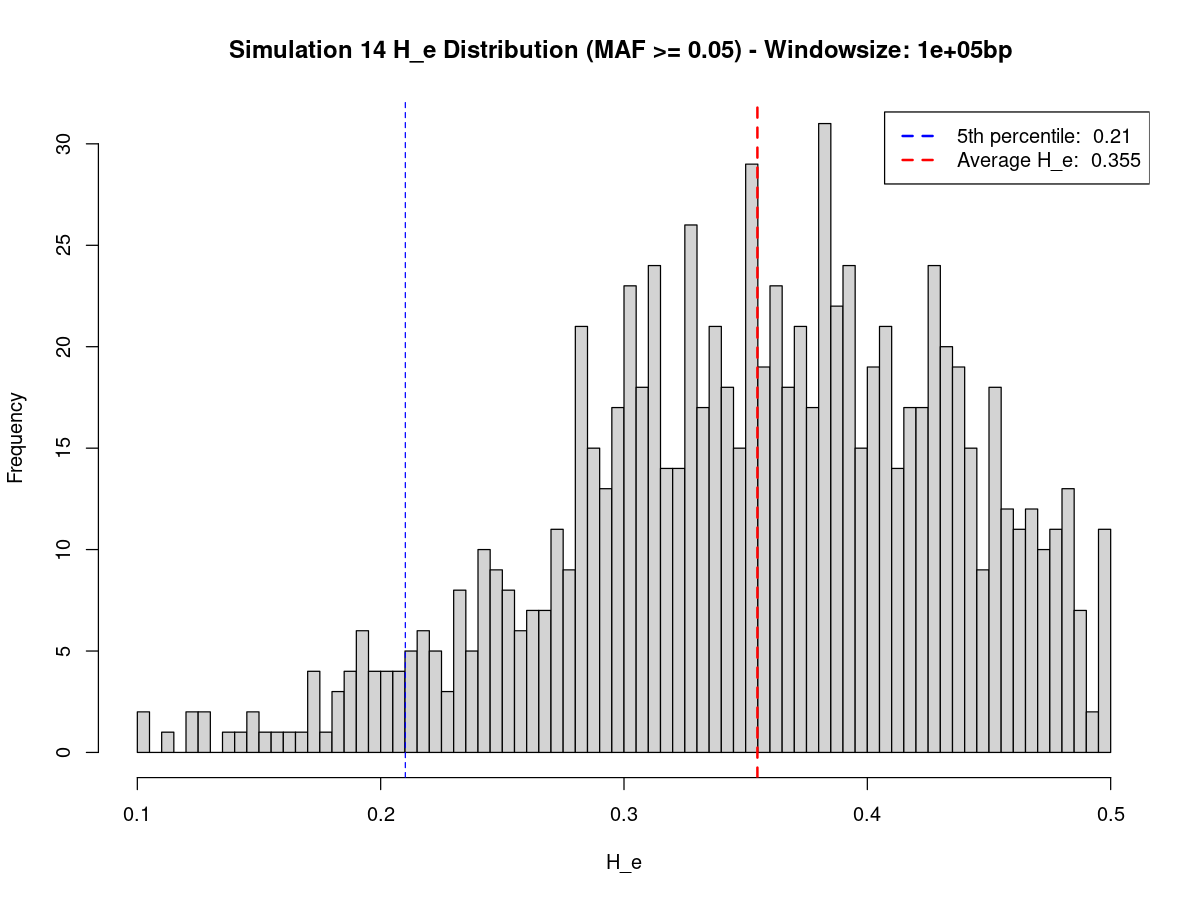 Simulation 14 H_e Distribution (MAF >= 0.05) - Windowsize: 1e+05bp
5th percentile: 0.21
Average H_e: 0.355
Frequency
30
25
20
15
10
5
0
0.1 0.2 0.3 0.4 0.5
H_e